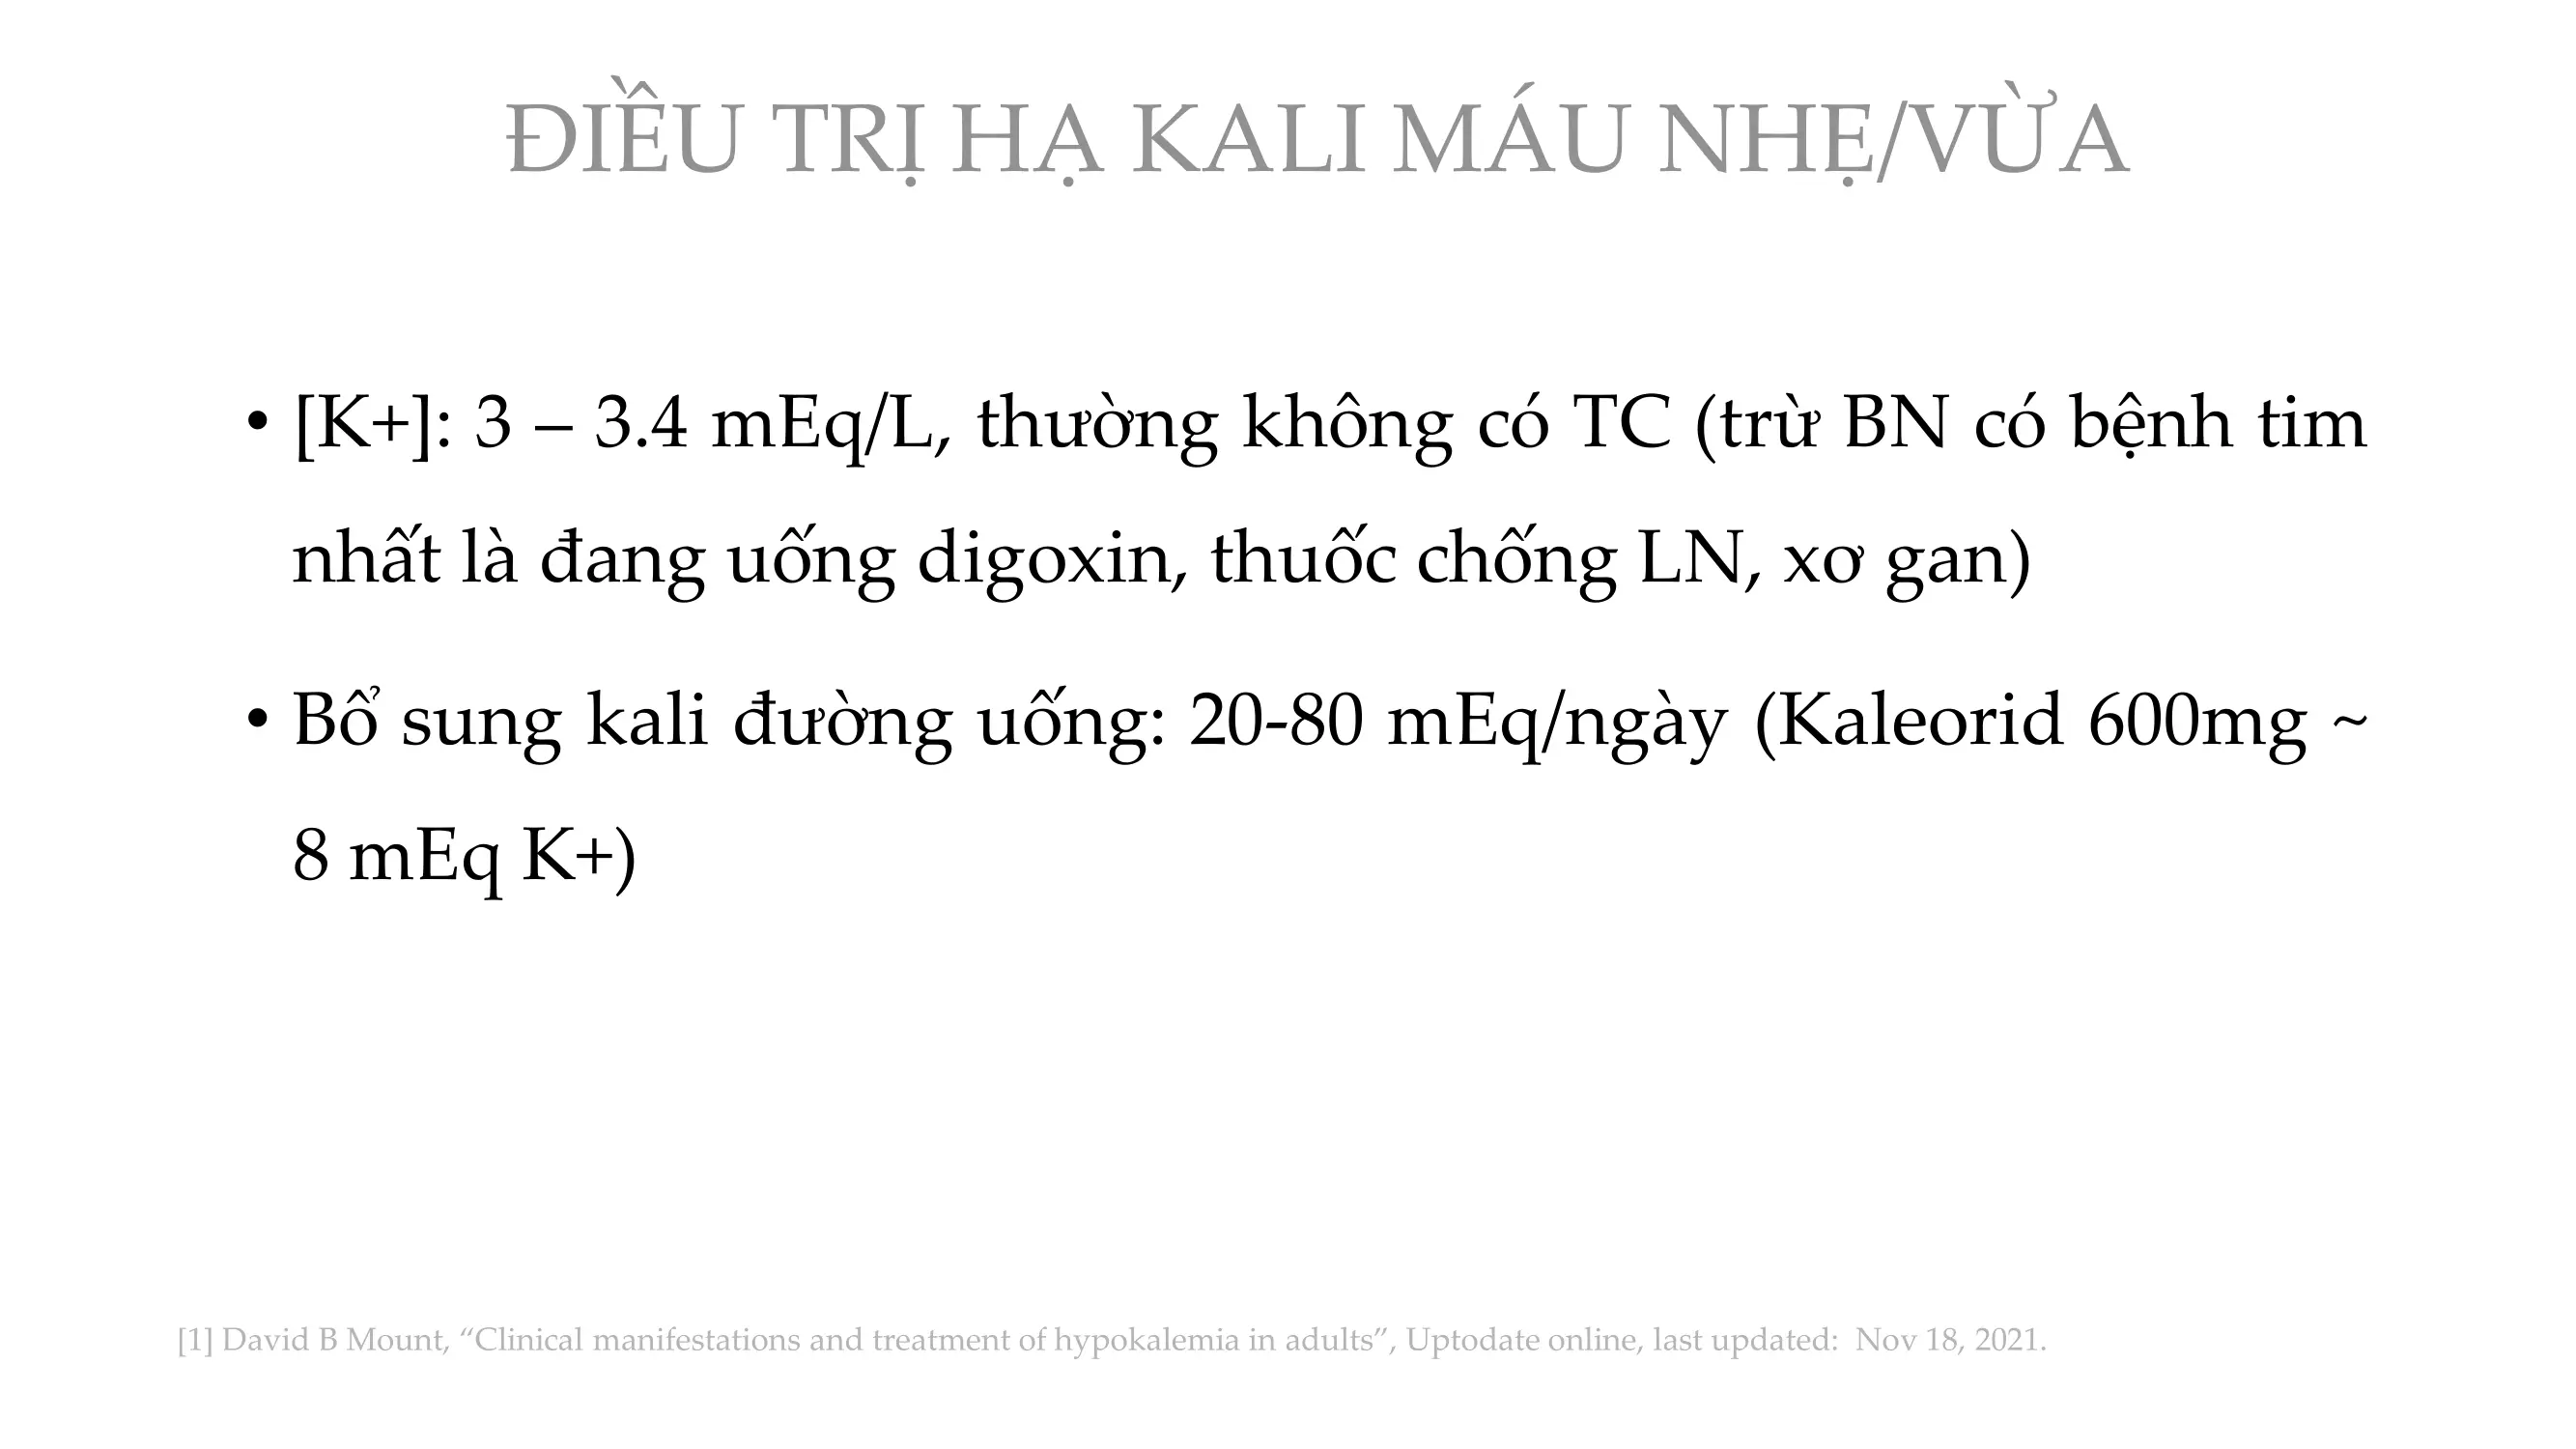 ĐIỀU TRỊ HẠ KALI MÁU NHẸ/VỪA
• [K+]: 3 – 3.4 mEq/L, thường không có TC (trừ BN có bệnh tim
nhất là đang uống digoxin, thuốc chống LN, xơ gan)
• Bổ sung kali đường uống: 20-80 mEq/ngày (Kaleorid 600mg ~
8 mEq K+)
[1] David B Mount, “Clinical manifestations and treatment of hypokalemia in adults”, Uptodate online, last updated: Nov 18, 2021.